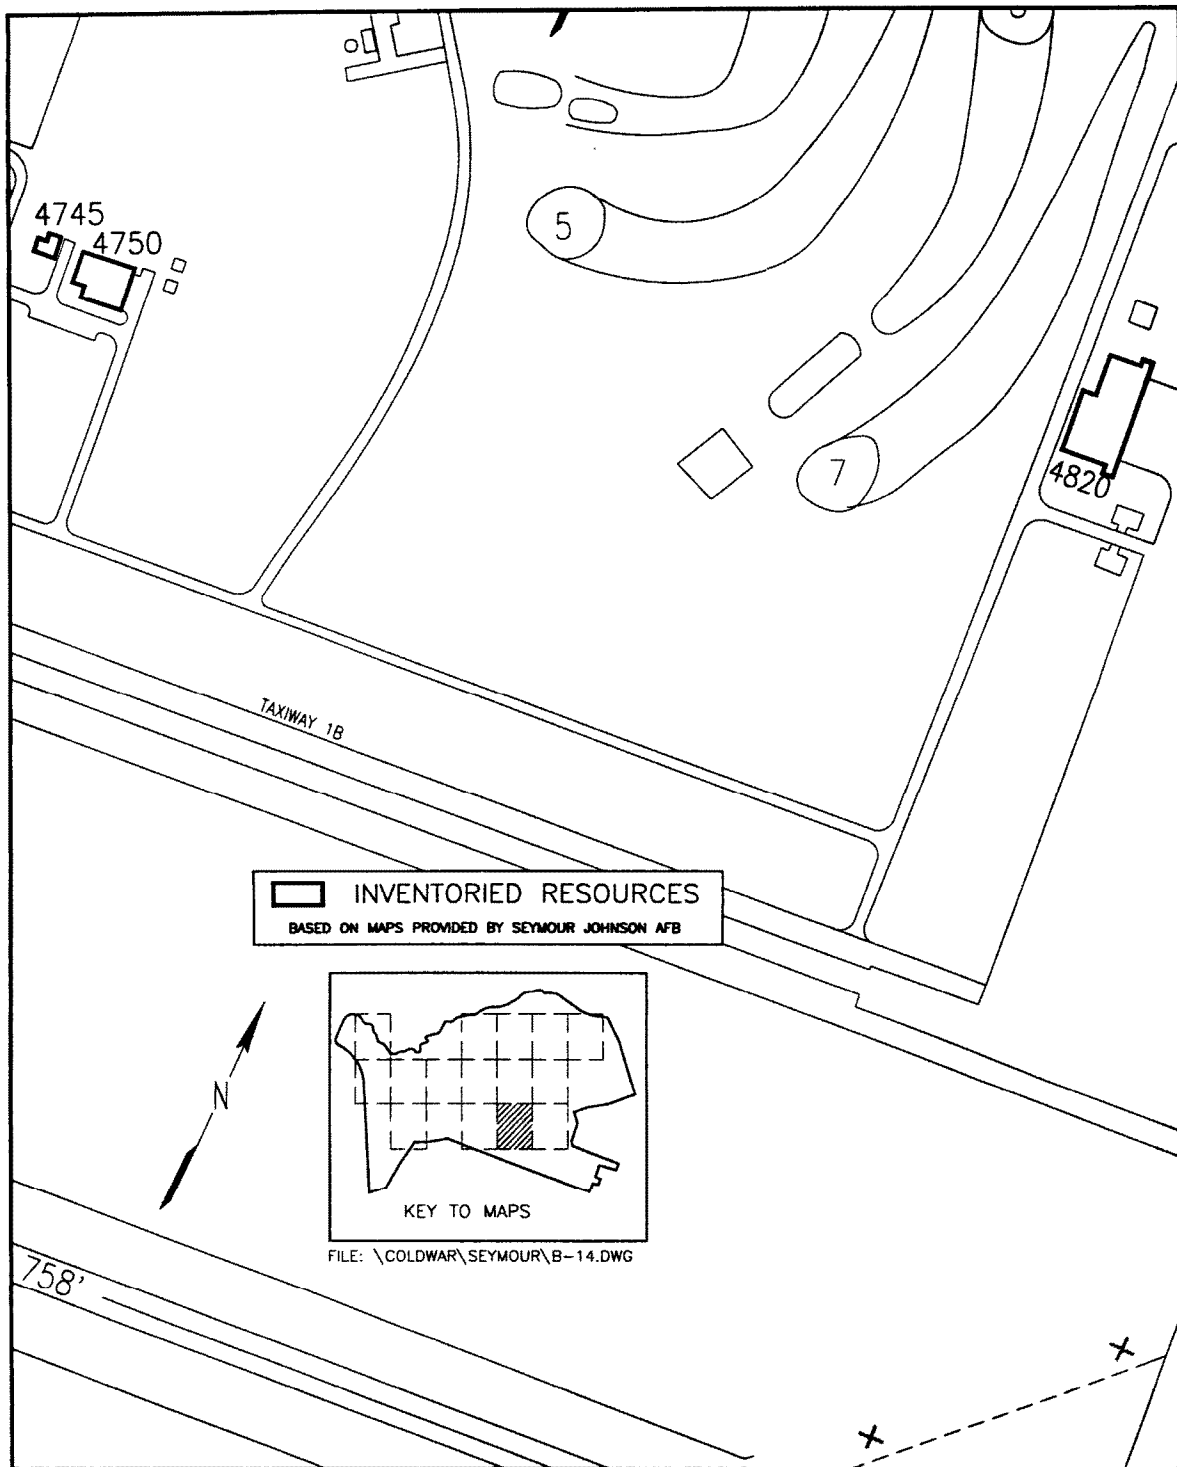 4745
4750
5
7
4820
TAXIWAY 1B
INVENTORIED RESOURCES
BASED ON MAPS PROVIDED BY SEYMOUR JOHNSON AFB
N
KEY TO MAPS
FILE: \COLDWAR\SEYMOUR\B-14.DWG
758'